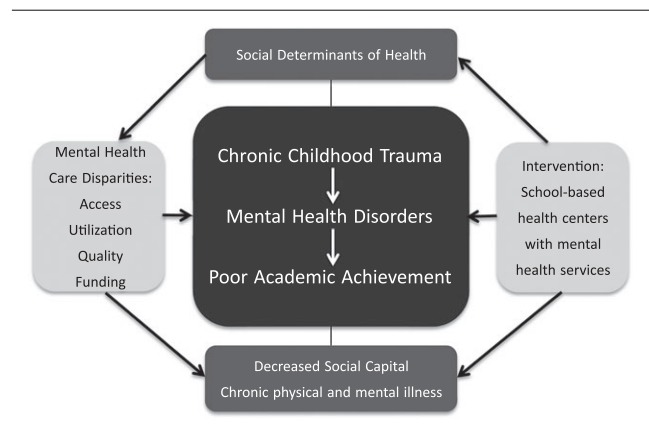 Social Determinants of Health
Mental Health
Care Disparities:
Access
Utilization
Quality
Funding
Chronic Childhood Trauma
Mental Health Disorders
Poor Academic Achievement
Intervention:
School-based
health centers
with mental
health services
Decreased Social Capital
Chronic physical and mental illness